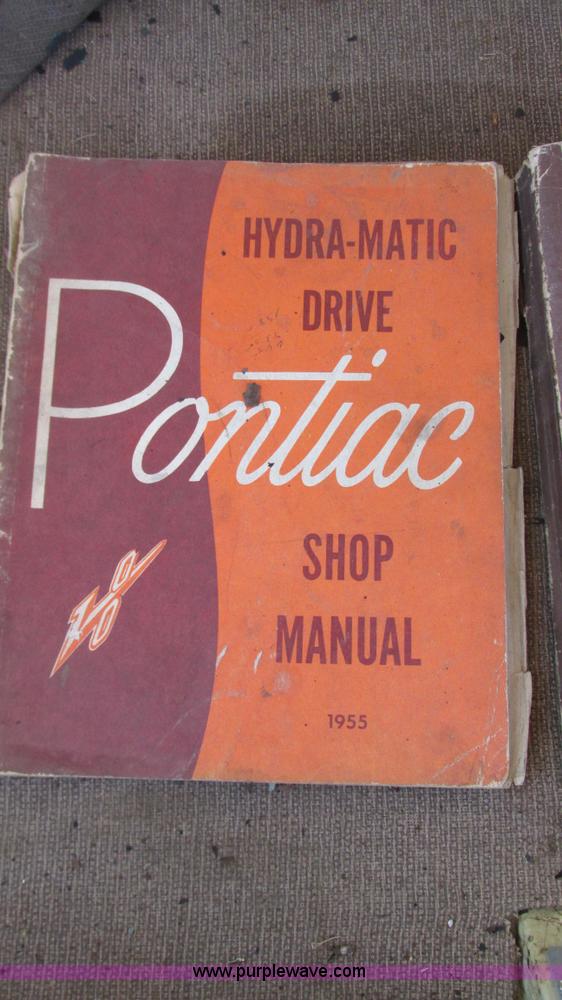 HYDRA-MATIC
DRIVE
Pontiac
SHOP
MANUAL
1955
www.purplewave.com